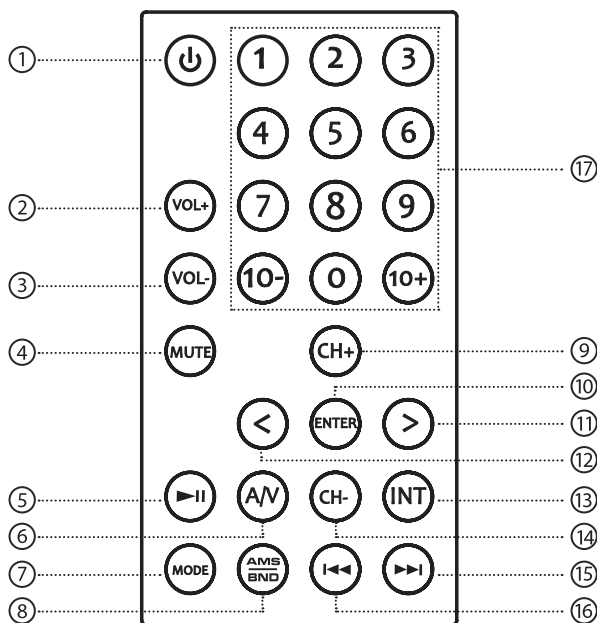 ① 1 2 3
4 5 6
⑰
② VOL+ 7 8 9
③ VOL- 10- 0 10+
④ MUTE CH+ ⑨
⑩
< ENTER > ⑪
⑫
⑤ ►II A/V CH- INT ⑬
⑥ ⑭
⑦ MODE AMS I◄◄ ►►I ⑮
BND
⑧ ⑯